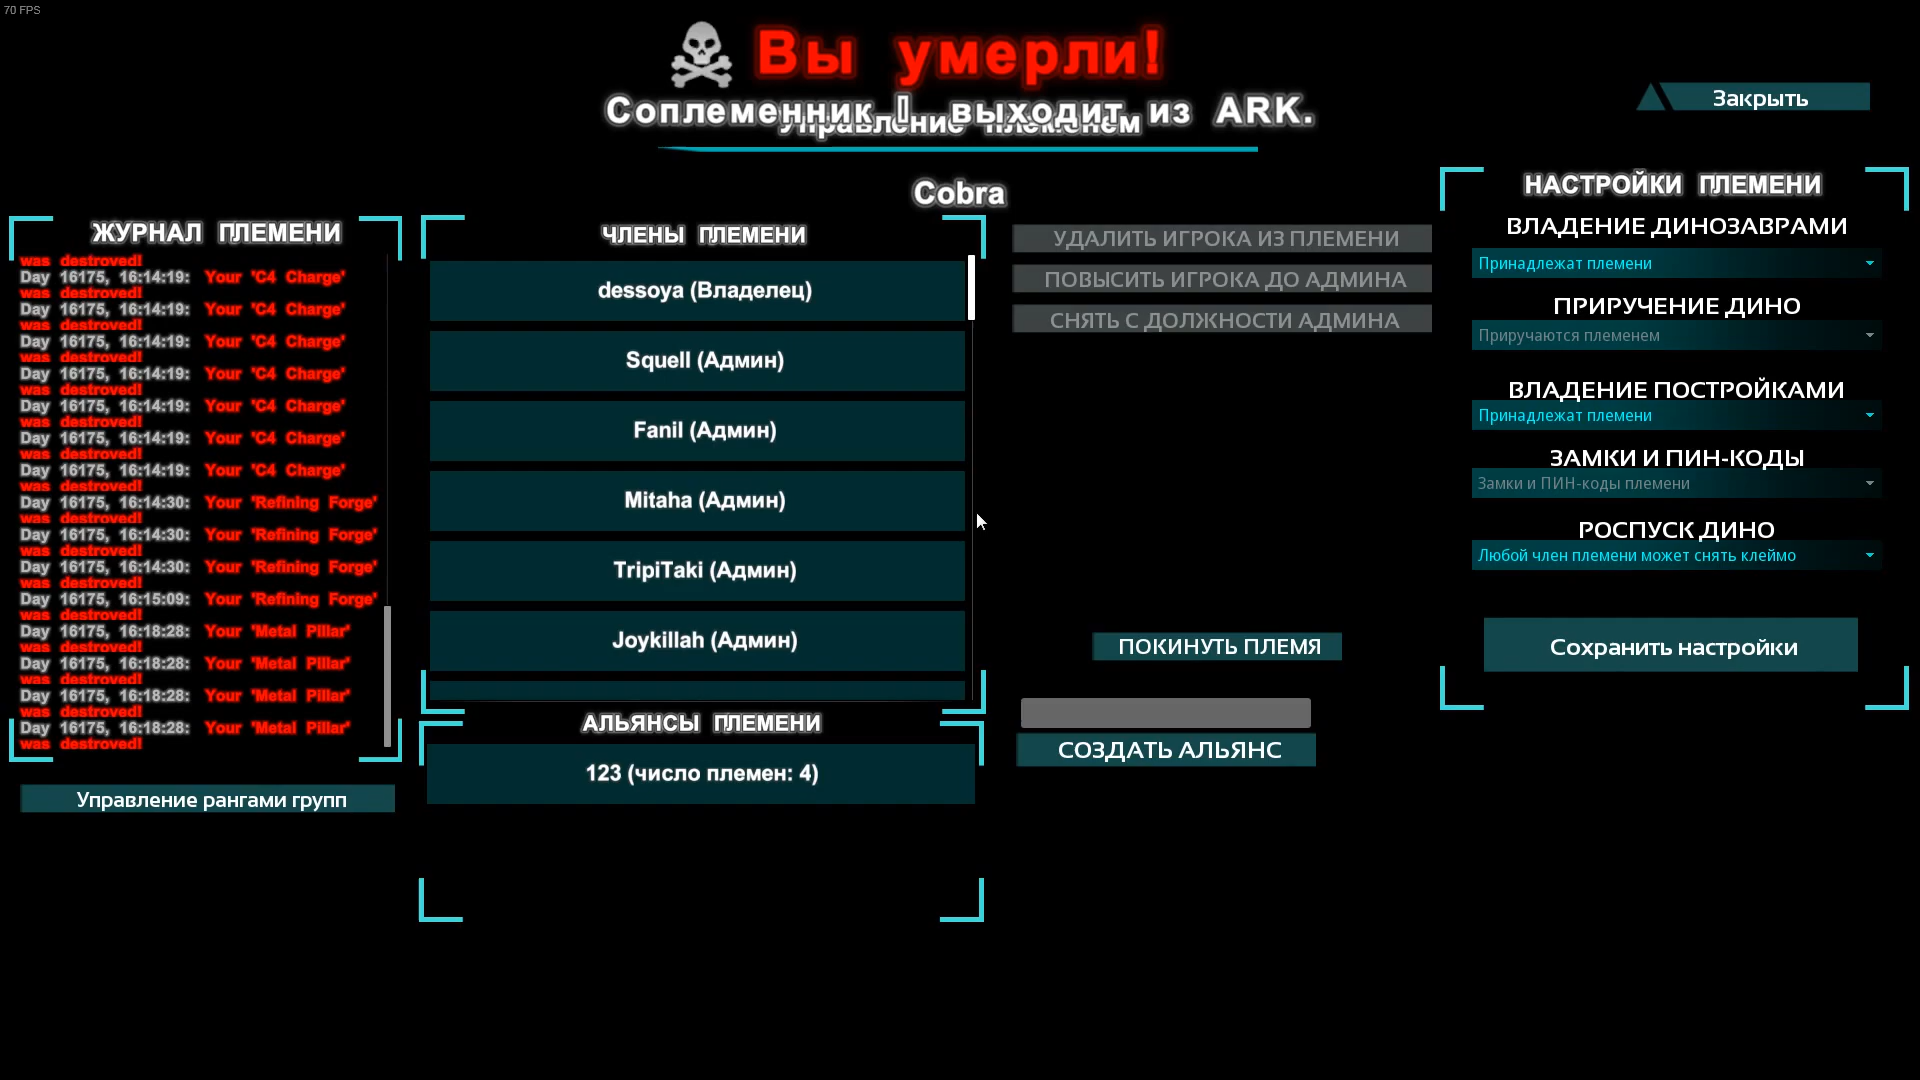 70 FPS
Вы умерли!
Соплеменник выходит из ARK.
Управление племенем
Закрыть
Cobra
ЖУРНАЛ ПЛЕМЕНИ
was destroyed!
Day 16175, 16:14:19: Your 'C4 Charge'
was destroyed!
Day 16175, 16:14:19: Your 'C4 Charge'
was destroyed!
Day 16175, 16:14:19: Your 'C4 Charge'
was destroyed!
Day 16175, 16:14:19: Your 'C4 Charge'
was destroyed!
Day 16175, 16:14:19: Your 'C4 Charge'
was destroyed!
Day 16175, 16:14:19: Your 'C4 Charge'
was destroyed!
Day 16175, 16:14:19: Your 'C4 Charge'
was destroyed!
Day 16175, 16:14:30: Your 'Refining Forge'
was destroyed!
Day 16175, 16:14:30: Your 'Refining Forge'
was destroyed!
Day 16175, 16:14:30: Your 'Refining Forge'
was destroyed!
Day 16175, 16:15:09: Your 'Refining Forge'
was destroyed!
Day 16175, 16:18:28: Your 'Metal Pillar'
was destroyed!
Day 16175, 16:18:28: Your 'Metal Pillar'
was destroyed!
Day 16175, 16:18:28: Your 'Metal Pillar'
was destroyed!
Day 16175, 16:18:28: Your 'Metal Pillar'
was destroyed!
Управление рангами групп
ЧЛЕНЫ ПЛЕМЕНИ
dessoya (Владелец)
Squell (Админ)
Fanil (Админ)
Mitaha (Админ)
TripiTaki (Админ)
Joykillah (Админ)
АЛЬЯНСЫ ПЛЕМЕНИ
123 (число племен: 4)
УДАЛИТЬ ИГРОКА ИЗ ПЛЕМЕНИ
ПОВЫСИТЬ ИГРОКА ДО АДМИНА
СНЯТЬ С ДОЛЖНОСТИ АДМИНА
ПОКИНУТЬ ПЛЕМЯ
СОЗДАТЬ АЛЬЯНС
НАСТРОЙКИ ПЛЕМЕНИ
ВЛАДЕНИЕ ДИНОЗАВРАМИ
Принадлежат племени
ПРИРУЧЕНИЕ ДИНО
Приручаются племенем
ВЛАДЕНИЕ ПОСТРОЙКАМИ
Принадлежат племени
ЗАМКИ И ПИН-КОДЫ
Замки и ПИН-коды племени
РОСПУСК ДИНО
Любой член племени может снять клеймо
Сохранить настройки